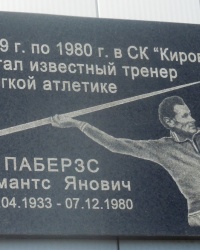 9 г. по 1980 г. в СК "Киров
тал известный тренер
гкой атлетике
ПАБЕРЗС
мантс Янович
.04.1933 - 07.12.1980